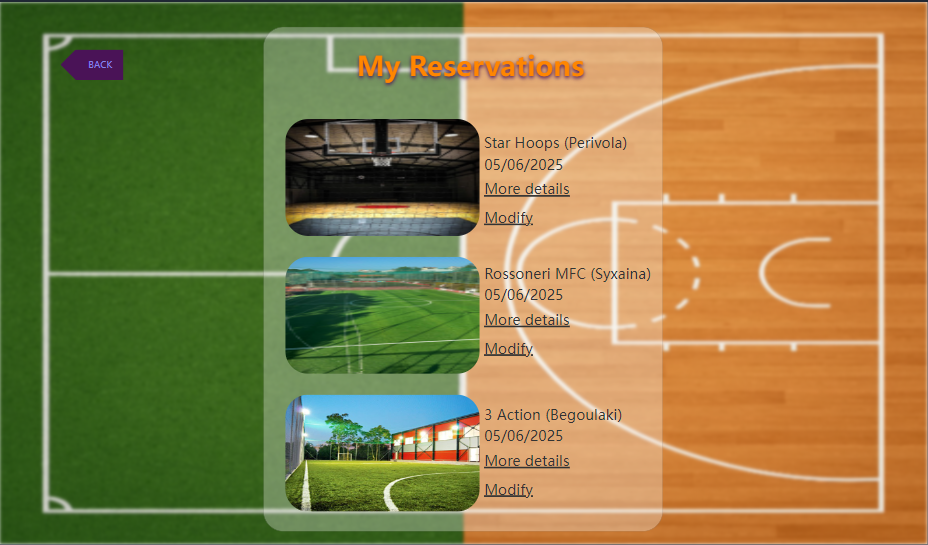 BACK
My Reservations
Star Hoops (Perivola)
05/06/2025
More details
Modify
Rossoneri MFC (Syxaina)
05/06/2025
More details
Modify
3 Action (Begoulaki)
05/06/2025
More details
Modify